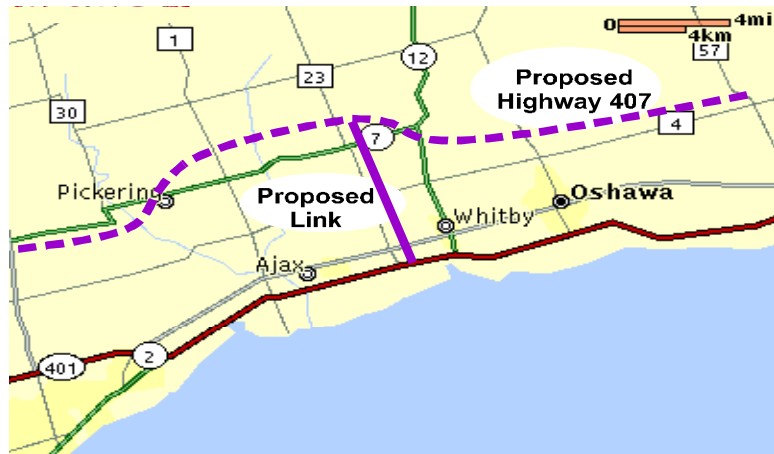 0 4mi
4km
1
12
57
23
Proposed
Highway 407
30
4
7
Pickering
Proposed
Link
Oshawa
Whitby
Ajax
2
401